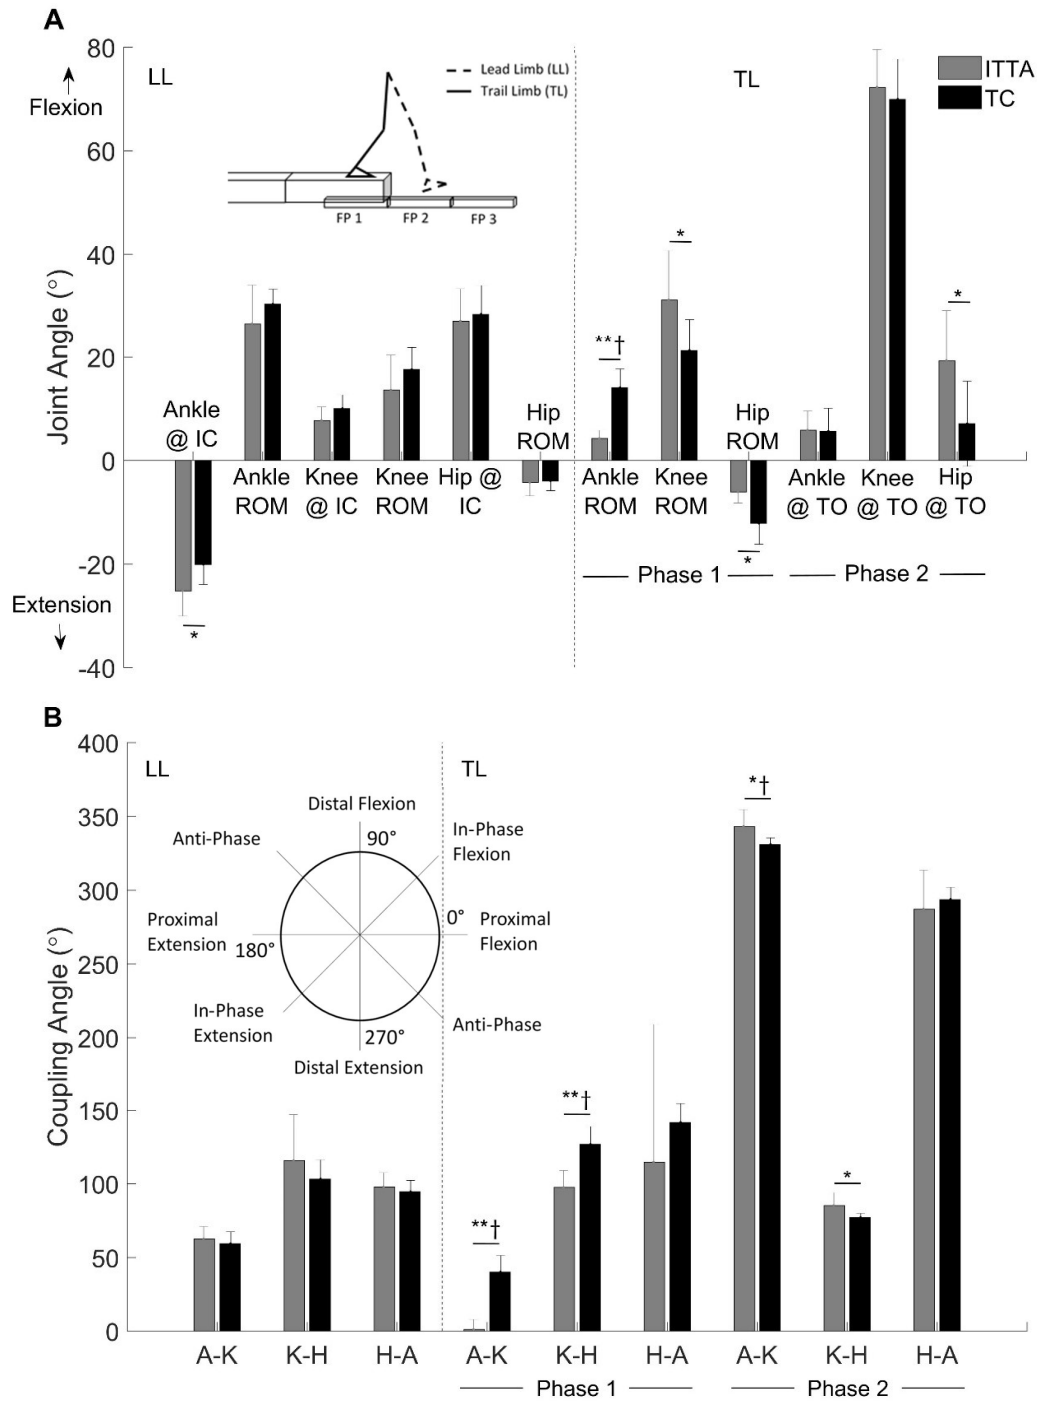 A
80
60
40
20
0
-20
-40
Joint Angle (°)
Flexion
Extension
LL
TL
Lead Limb (LL)
Trail Limb (TL)
FP 1
FP 2
FP 3
ITTA
TC
Ankle
@ IC
*
Ankle
ROM
Knee
@ IC
Knee
ROM
Hip @
IC
Hip
ROM
**†
Ankle
ROM
*
Knee
ROM
Hip
ROM
*
Ankle
@ TO
Knee
@ TO
*
Hip
@ TO
Phase 1
Phase 2
B
400
350
300
250
200
150
100
50
0
Coupling Angle (°)
LL
TL
Distal Flexion
90°
In-Phase
Flexion
0°
Proximal
Flexion
Anti-Phase
270°
Distal Extension
In-Phase
Extension
180°
Proximal
Extension
Anti-Phase
**†
**†
*†
*
A-K
K-H
H-A
A-K
K-H
H-A
A-K
K-H
H-A
Phase 1
Phase 2